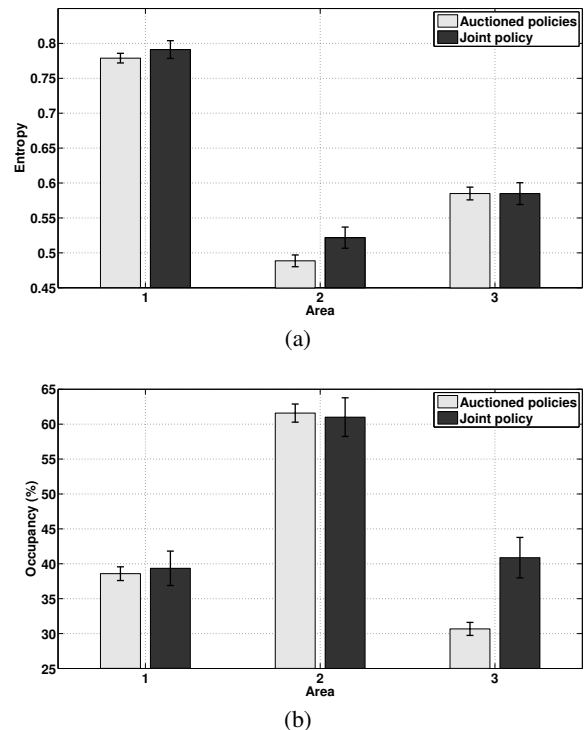 Auctioned policies
Joint policy
0.8
0.75
0.7
0.65
0.6
0.55
0.5
0.45
Entropy
1 2 3
Area
(a)
Auctioned policies
Joint policy
65
60
55
50
45
40
35
30
25
Occupancy (%)
1 2 3
Area
(b)